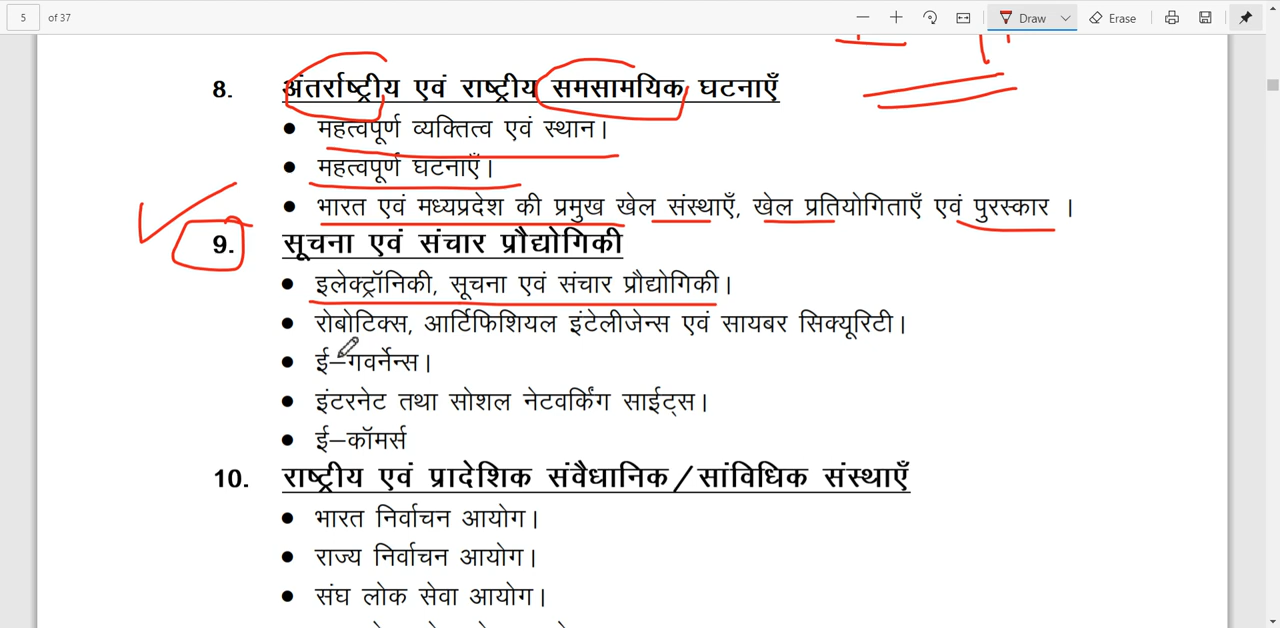 5 of 37 Draw Erase
8. अंतर्राष्ट्रीय एवं राष्ट्रीय समसामयिक घटनाएँ
● महत्वपूर्ण व्यक्तित्व एवं स्थान।
● महत्वपूर्ण घटनाएँ।
● भारत एवं मध्यप्रदेश की प्रमुख खेल संस्थाएँ, खेल प्रतियोगिताएँ एवं पुरस्कार ।
9. सूचना एवं संचार प्रौद्योगिकी
● इलेक्ट्रॉनिकी, सूचना एवं संचार प्रौद्योगिकी।
● रोबोटिक्स, आर्टिफिशियल इंटेलीजेन्स एवं सायबर सिक्यूरिटी।
● ई–गवर्नेन्स।
● इंटरनेट तथा सोशल नेटवर्किंग साईट्स।
● ई–कॉमर्स
10. राष्ट्रीय एवं प्रादेशिक संवैधानिक/सांविधिक संस्थाएँ
● भारत निर्वाचन आयोग।
● राज्य निर्वाचन आयोग।
● संघ लोक सेवा आयोग।